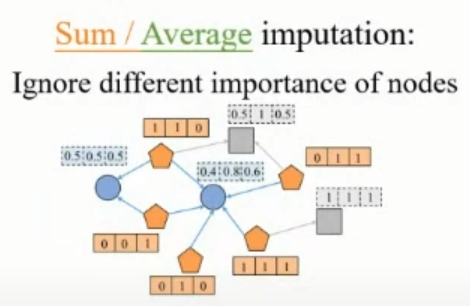 Sum / Average imputation:
Ignore different importance of nodes
0.5 1 0.5
1 1 0
0.5 0.5 0.5
0.4 0.8 0.6
0 1 1
1 1 1
0 0 1
1 1 1
0 1 0